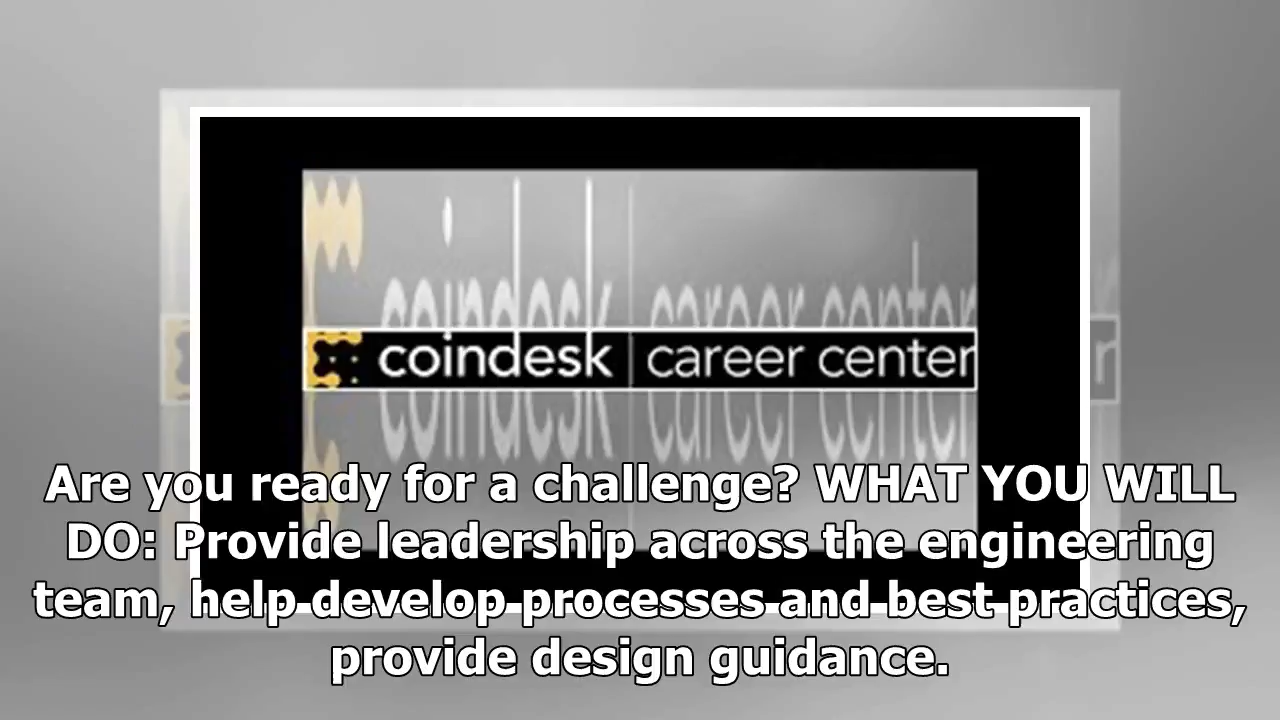 coindesk career center
Are you ready for a challenge? WHAT YOU WILL
DO: Provide leadership across the engineering
team, help develop processes and best practices,
provide design guidance.